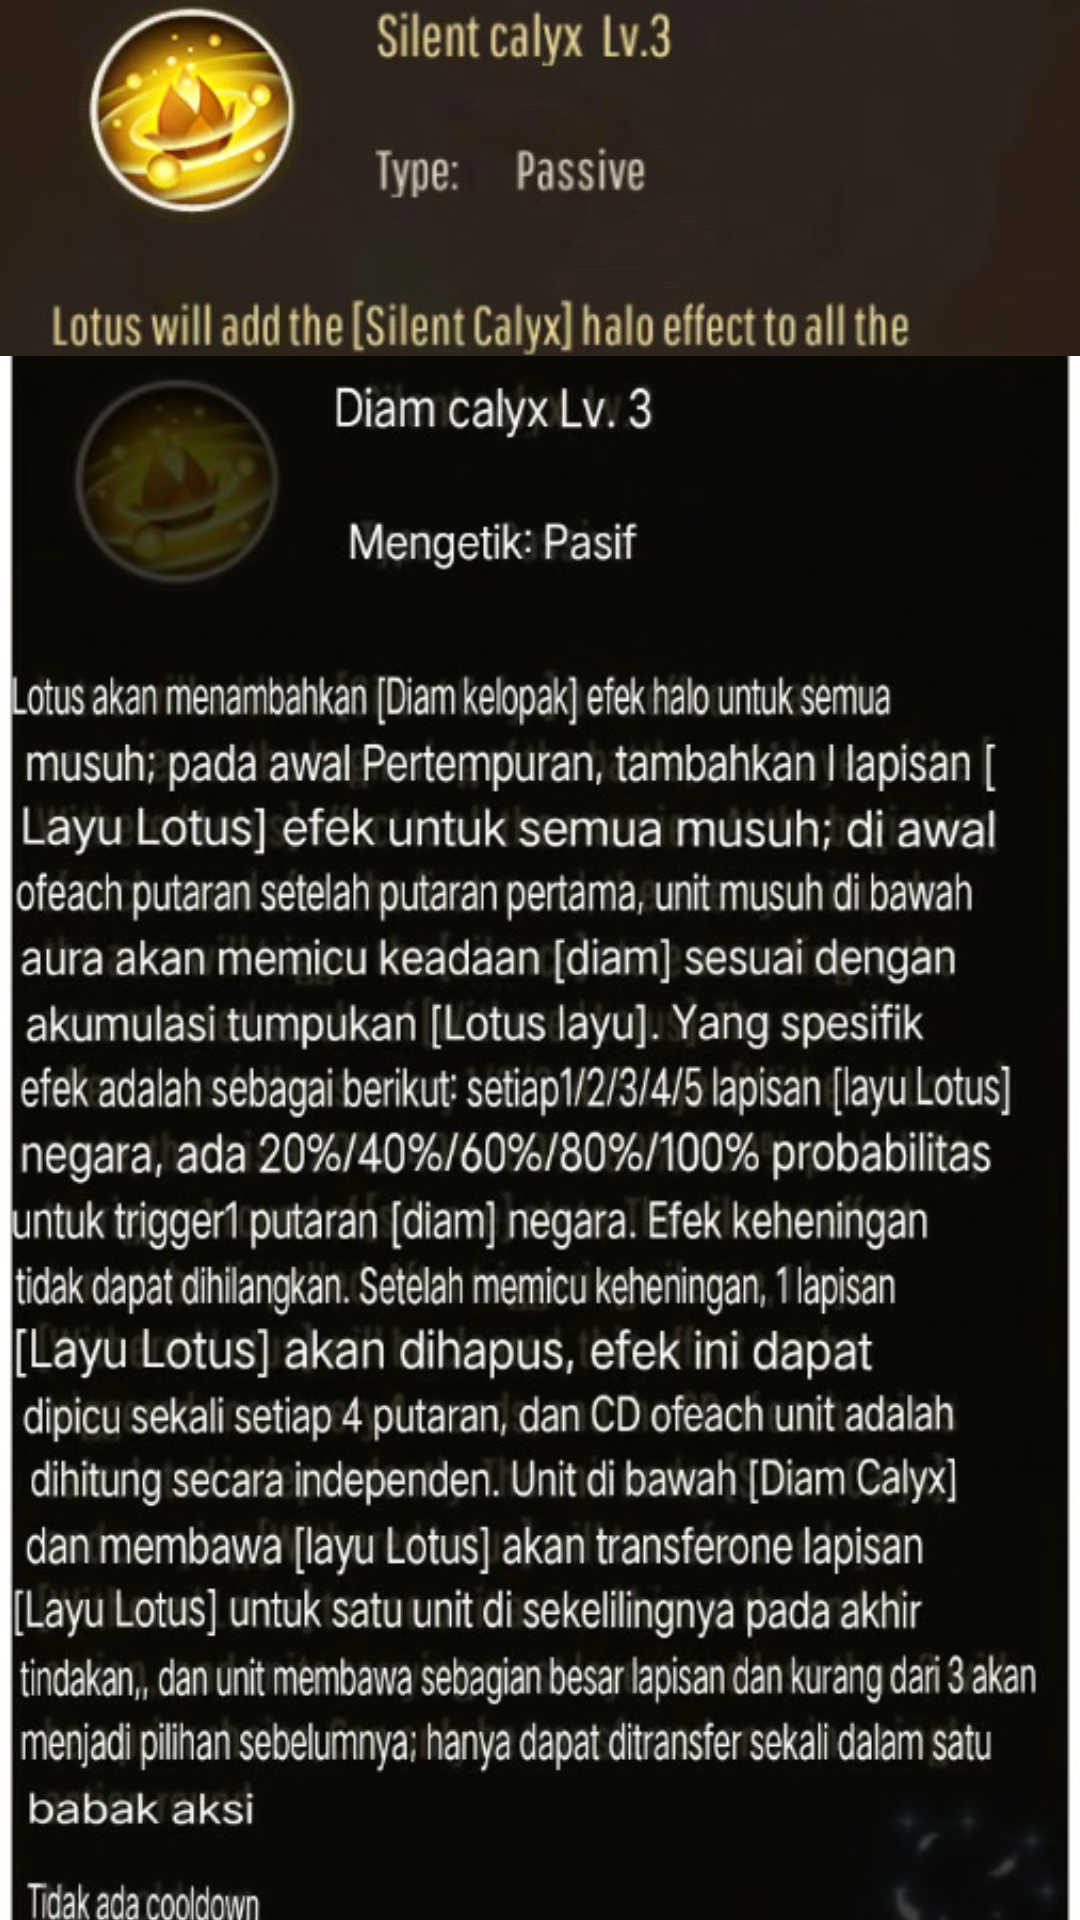 Silent calyx Lv.3
Type: Passive
Lotus will add the [Silent Calyx] halo effect to all the
Diam calyx Lv. 3
Mengetik: Pasif
Lotus akan menambahkan [Diam kelopak] efek halo untuk semua
musuh; pada awal Pertempuran, tambahkan l lapisan [
Layu Lotus] efek untuk semua musuh; di awal
ofeach putaran setelah putaran pertama, unit musuh di bawah
aura akan memicu keadaan [diam] sesuai dengan
akumulasi tumpukan [Lotus layu]. Yang spesifik
efek adalah sebagai berikut: setiap1/2/3/4/5 lapisan [layu Lotus]
negara, ada 20%/40%/60%/80%/100% probabilitas
untuk trigger1 putaran [diam] negara. Efek keheningan
tidak dapat dihilangkan. Setelah memicu keheningan, 1 lapisan
[Layu Lotus] akan dihapus, efek ini dapat
dipicu sekali setiap 4 putaran, dan CD ofeach unit adalah
dihitung secara independen. Unit di bawah [Diam Calyx]
dan membawa [layu Lotus] akan transferone lapisan
[Layu Lotus] untuk satu unit di sekelilingnya pada akhir
tindakan,, dan unit membawa sebagian besar lapisan dan kurang dari 3 akan
menjadi pilihan sebelumnya; hanya dapat ditransfer sekali dalam satu
babak aksi
Tidak ada cooldown